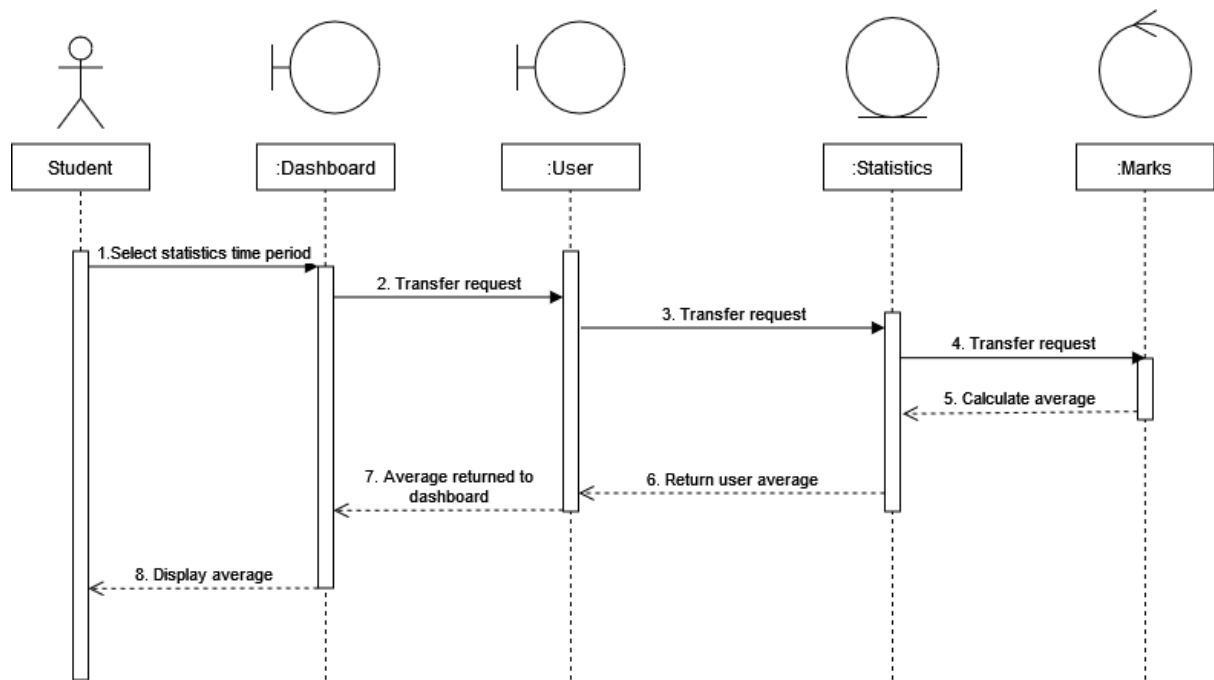 Student
:Dashboard
:User
:Statistics
:Marks
1.Select statistics time period
2. Transfer request
3. Transfer request
4. Transfer request
5. Calculate average
6. Return user average
7. Average returned to
dashboard
8. Display average